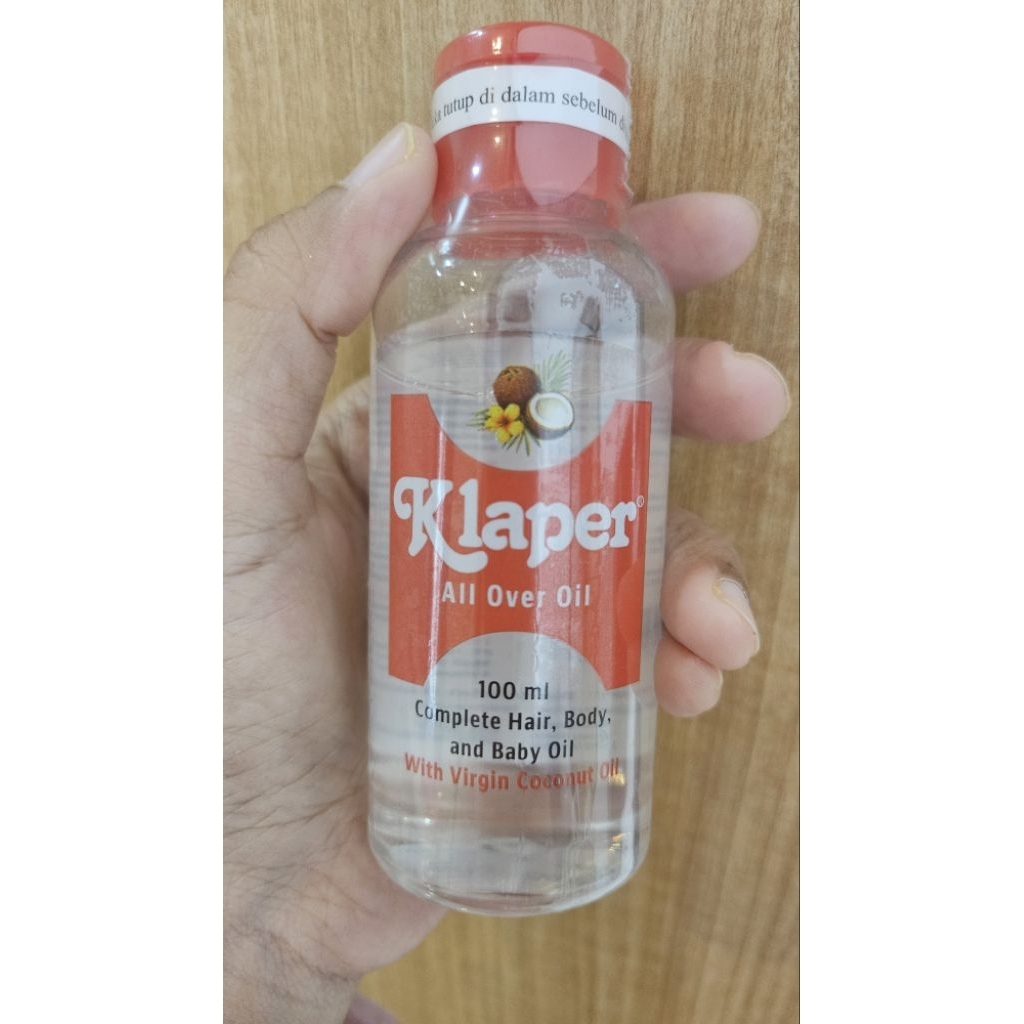 tutup di dalam sebelum
Klaper®
All Over Oil
100 ml
Complete Hair, Body,
and Baby Oil
With Virgin Coconut Oil